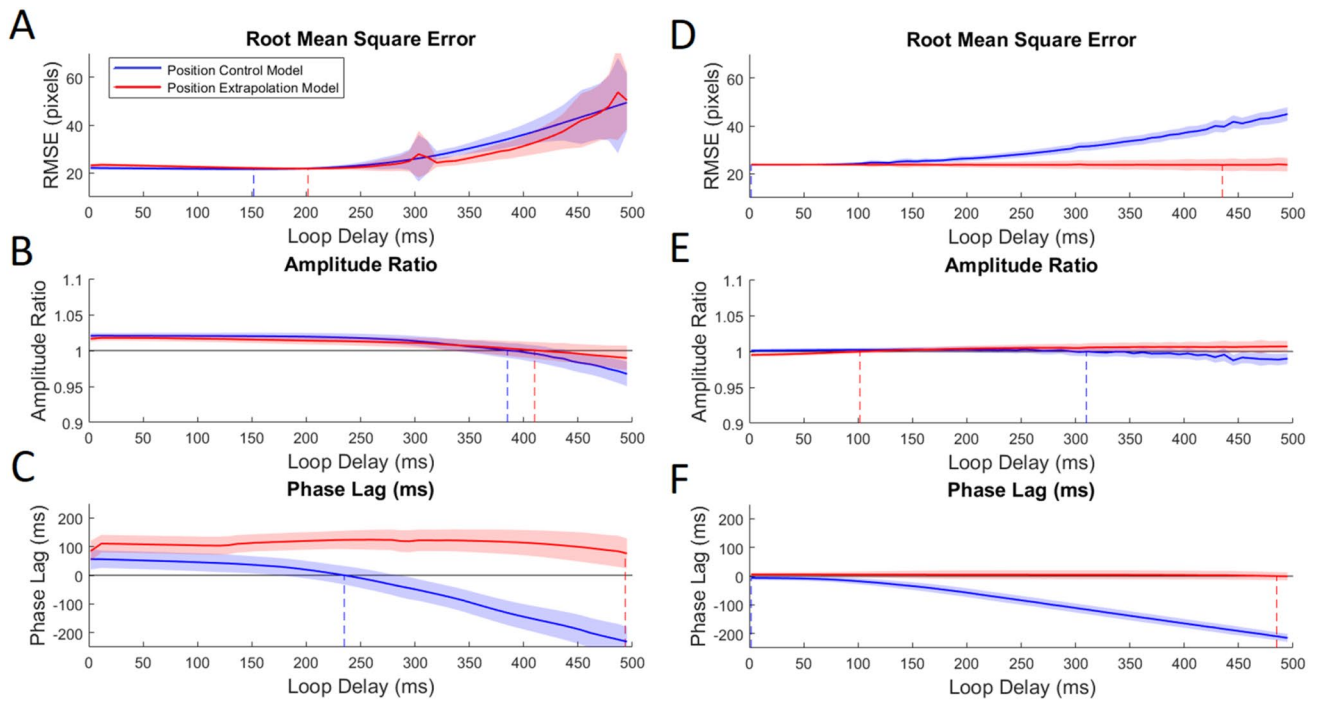 A
Root Mean Square Error
Position Control Model
Position Extrapolation Model
RMSE (pixels)
60
40
20
0 50 100 150 200 250 300 350 400 450 500
Loop Delay (ms)
B
Amplitude Ratio
Amplitude Ratio
1.1
1.05
1
0.95
0.9
0 50 100 150 200 250 300 350 400 450 500
Loop Delay (ms)
C
Phase Lag (ms)
Phase Lag (ms)
200
100
0
-100
-200
0 50 100 150 200 250 300 350 400 450 500
Loop Delay (ms)
D
Root Mean Square Error
RMSE (pixels)
60
40
20
0 50 100 150 200 250 300 350 400 450 500
Loop Delay (ms)
E
Amplitude Ratio
Amplitude Ratio
1.1
1.05
1
0.95
0.9
0 50 100 150 200 250 300 350 400 450 500
Loop Delay (ms)
F
Phase Lag (ms)
Phase Lag (ms)
200
100
0
-100
-200
0 50 100 150 200 250 300 350 400 450 500
Loop Delay (ms)